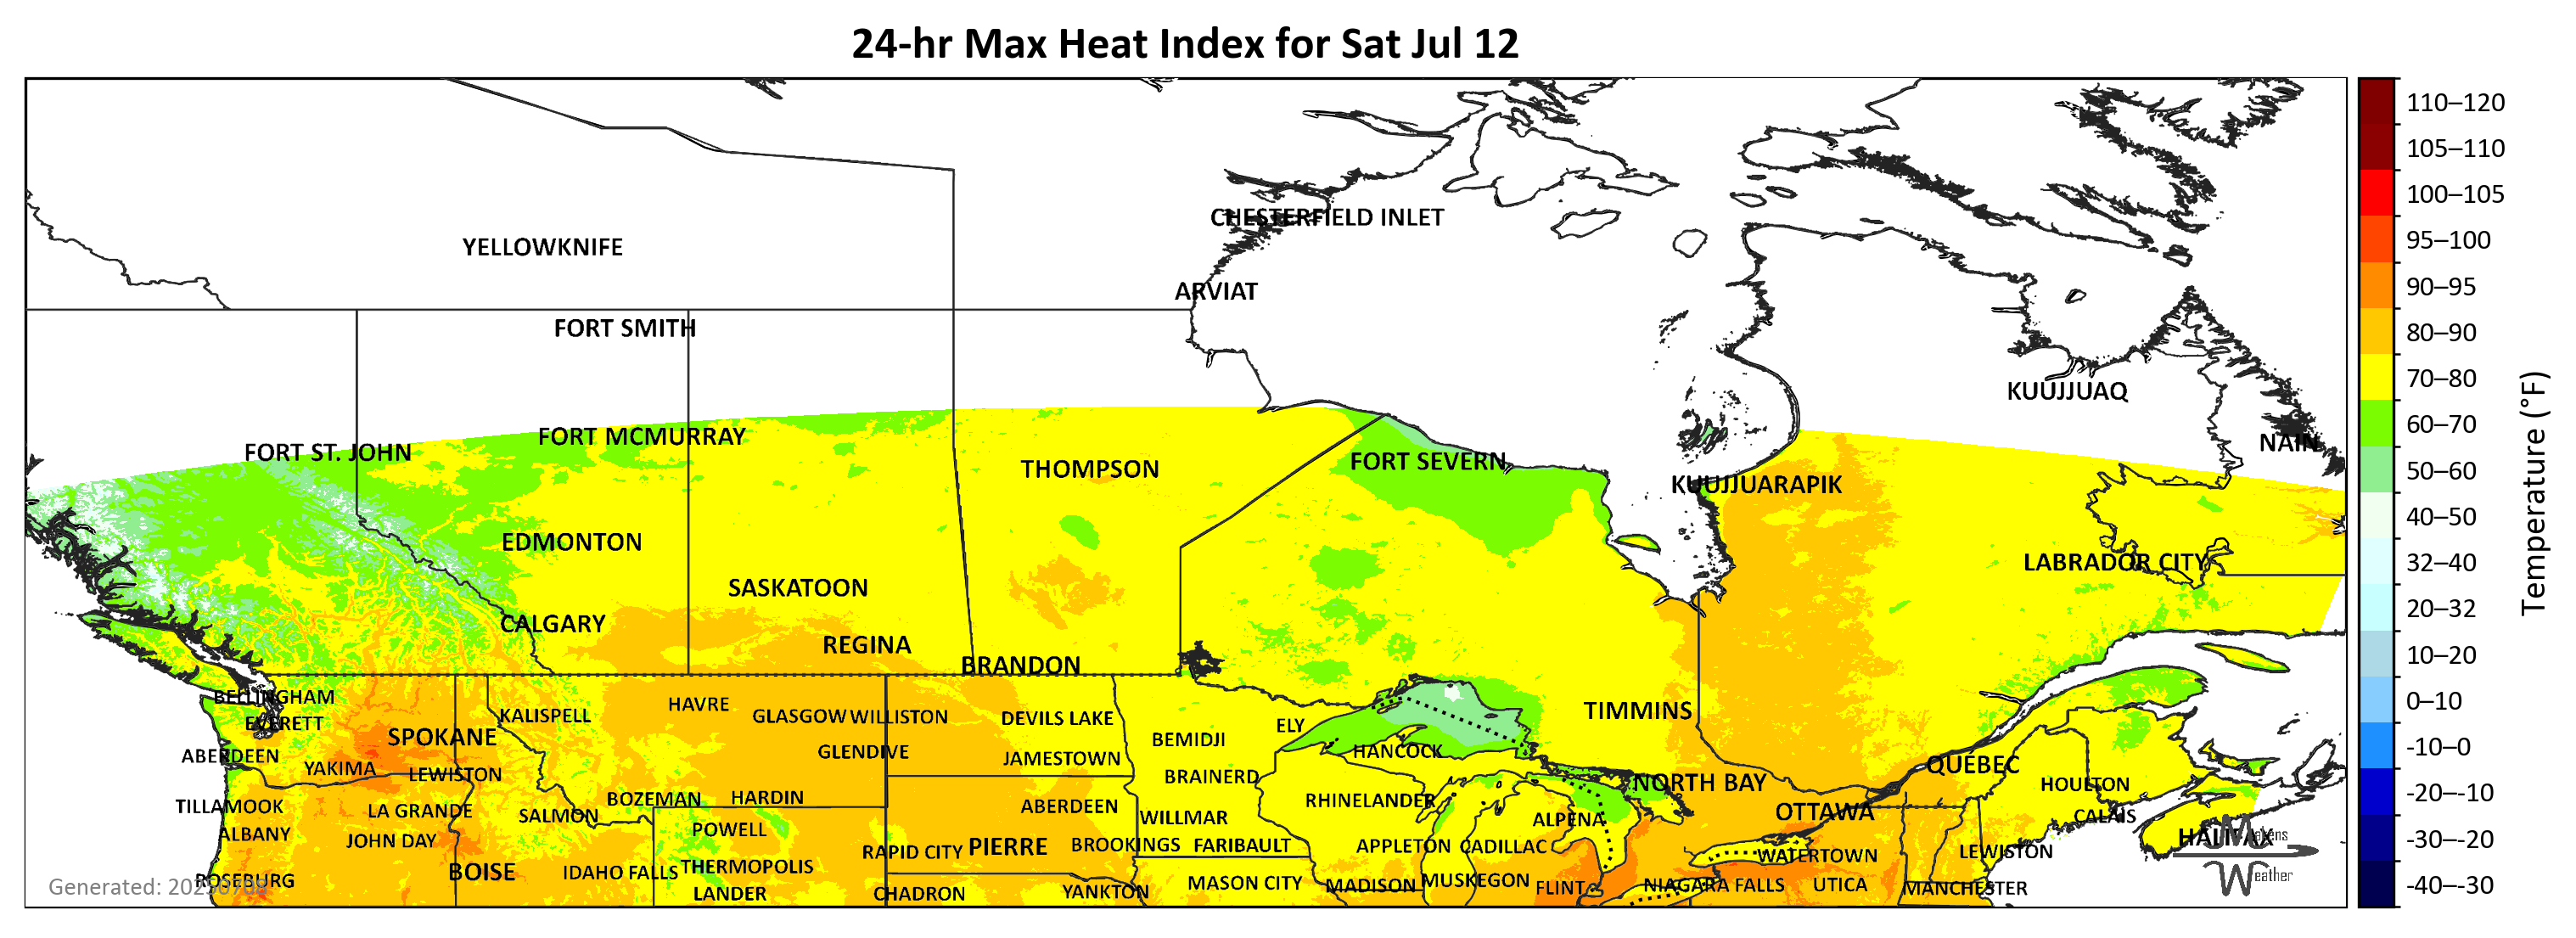 24-hr Max Heat Index for Sat Jul 12
CHESTERFIELD INLET
YELLOWKNIFE
ARVIAT
FORT SMITH
KUUJJUAQ
FORT MCMURRAY
NAIN
FORT ST. JOHN
FORT SEVERN
THOMPSON
KUUJJUARAPIK
EDMONTON
LABRADOR CITY
SASKATOON
CALGARY
REGINA
BRANDON
BELLINGHAM
HAVRE
TIMMINS
KALISPELL
GLASGOW
WILLISTON
DEVILS LAKE
EVERETT
ELY
SPOKANE
BEMIDJI
GLENDIVE
HANCOCK
ABERDEEN
JAMESTOWN
QUÉBEC
YAKIMA
LEWISTON
BRAINERD
NORTH BAY
HOULTON
BOZEMAN
HARDIN
RHINELANDER
TILLAMOOK
LA GRANDE
ABERDEEN
OTTAWA
SALMON
WILLMAR
ALPENA
CALAIS
ALBANY
POWELL
HALIFAX
JOHN DAY
BROOKINGS
FARIBAULT
APPLETON
CADILLAC
PIERRE
RAPID CITY
LEWISTON
WATERTOWN
BOISE
IDAHO FALLS
THERMOPOLIS
ROSEBURG
MASON CITY
MADISON
MUSKEGON
FLINT
NIAGARA FALLS
UTICA
MANCHESTER
LANDER
CHADRON
YANKTON
Makens
Weather
110–120
105–110
100–105
95–100
90–95
80–90
70–80
60–70
50–60
40–50
32–40
20–32
10–20
0–10
-10–0
-20–-10
-30–-20
-40–-30
Temperature (°F)
Generated: 20250708